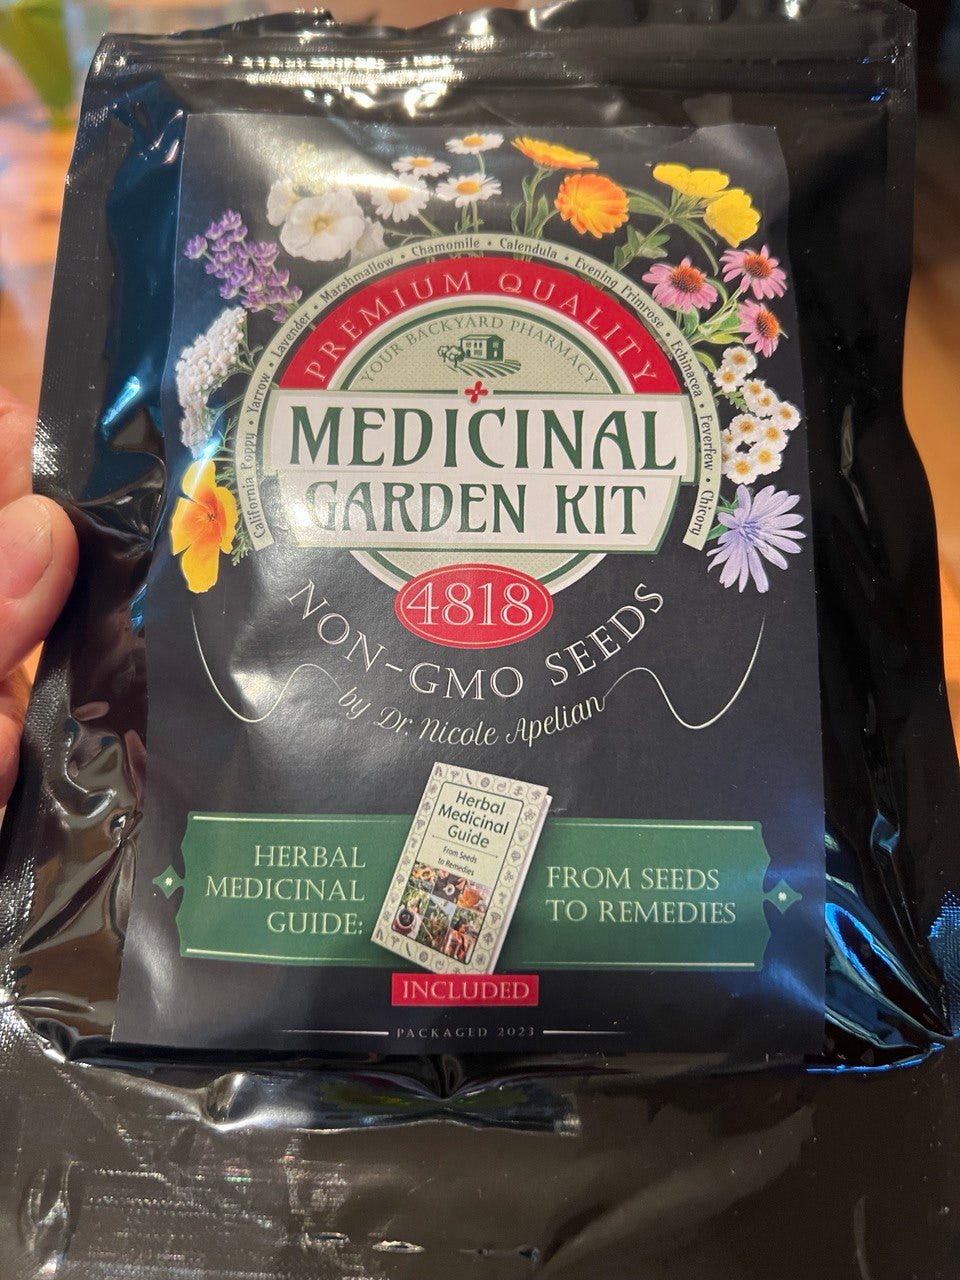 California Poppy • Yarrow • Lavender • Marshmallow • Chamomile • Calendula • Evening Primrose • Echinacea • Feverfew • Chicory
PREMIUM QUALITY
YOUR BACKYARD PHARMACY
MEDICINAL
GARDEN KIT
4818
NON-GMO SEEDS
by Dr. Nicole Apelian
HERBAL
MEDICINAL
GUIDE:
Herbal
Medicinal
Guide
From Seeds
to Remedies
FROM SEEDS
TO REMEDIES
INCLUDED
PACKAGED 2023